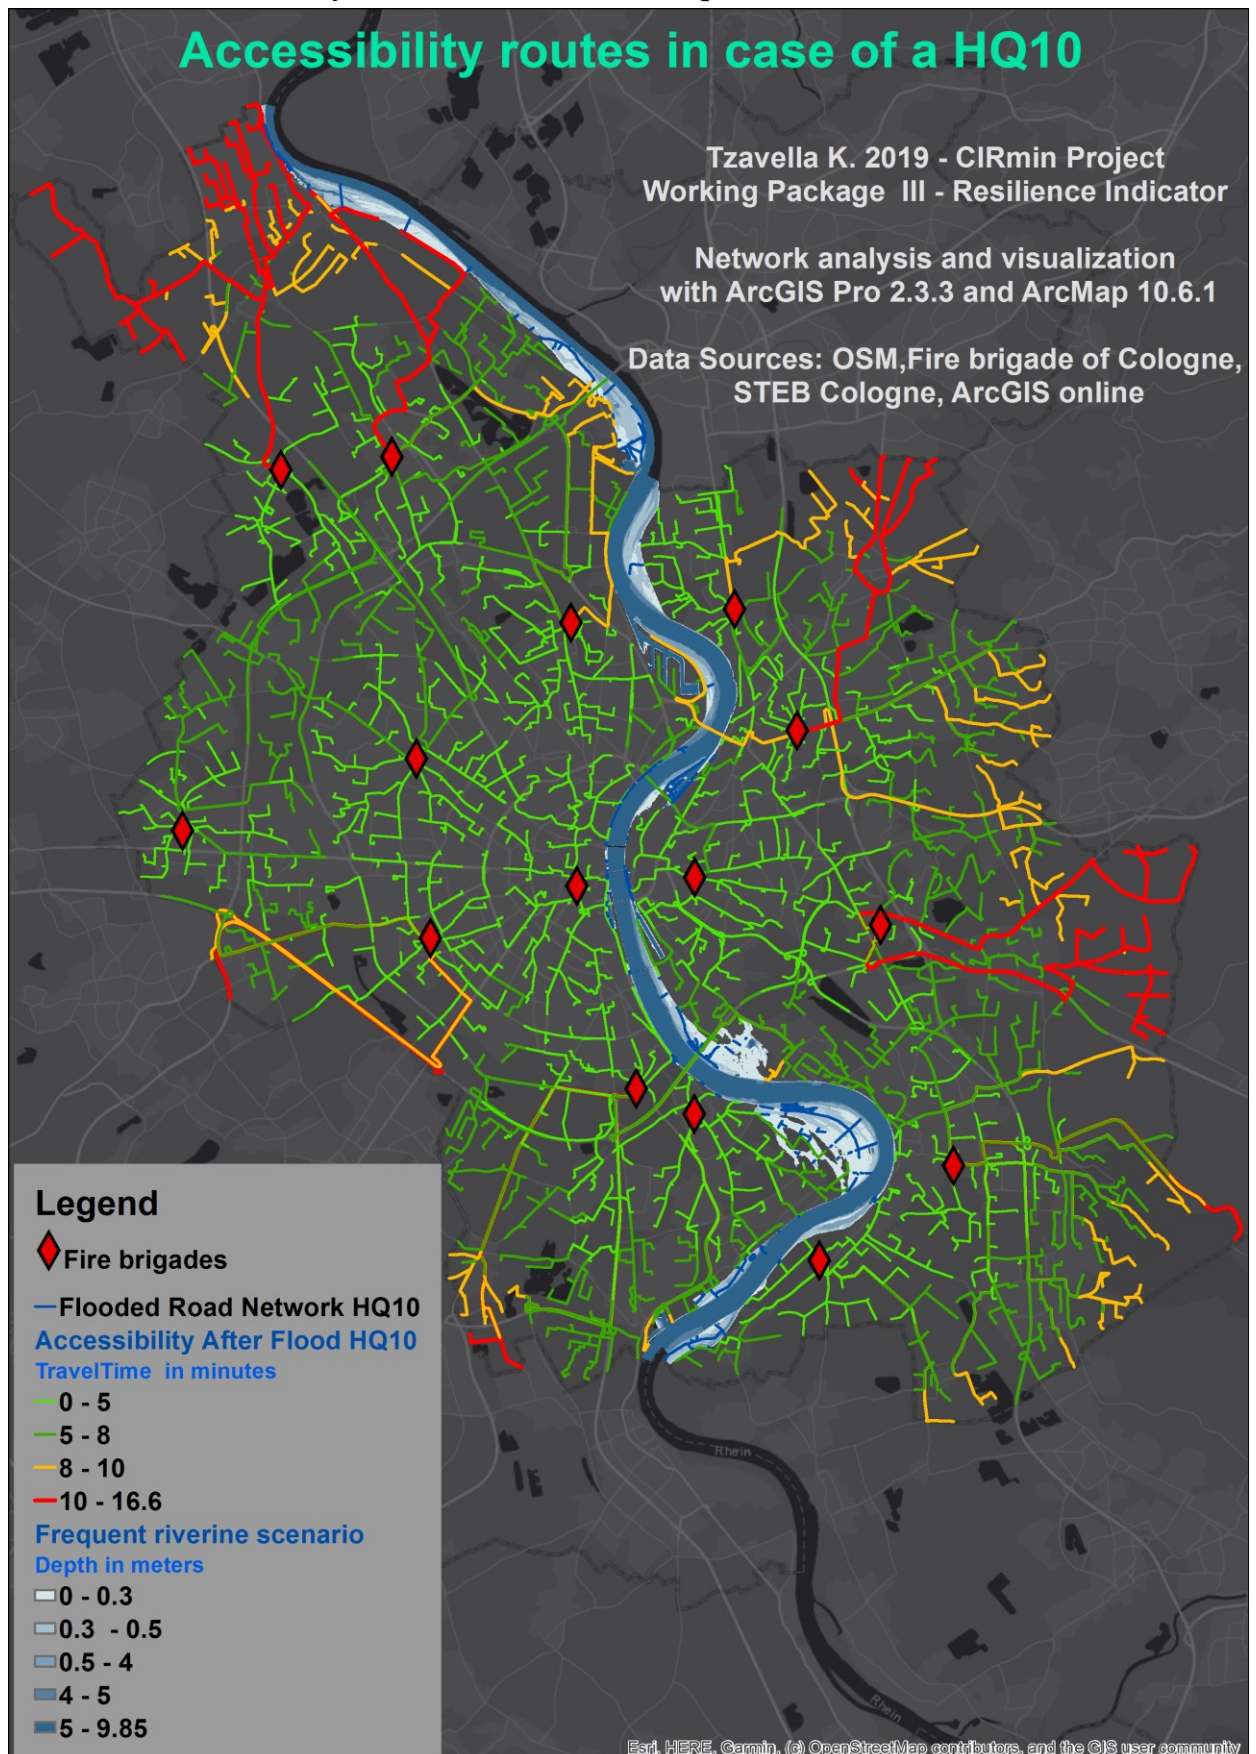 Accessibility routes in case of a HQ10
Tzavella K. 2019 - CIRmin Project
Working Package III - Resilience Indicator
Network analysis and visualization
with ArcGIS Pro 2.3.3 and ArcMap 10.6.1
Data Sources: OSM,Fire brigade of Cologne,
STEB Cologne, ArcGIS online
Legend
Fire brigades
Flooded Road Network HQ10
Accessibility After Flood HQ10
TravelTime in minutes
0 - 5
5 - 8
8 - 10
10 - 16.6
Frequent riverine scenario
Depth in meters
0 - 0.3
0.3 - 0.5
0.5 - 4
4 - 5
5 - 9.85
Rhein
Rhein
Esri, HERE, Garmin, (c) OpenStreetMap contributors, and the GIS user community